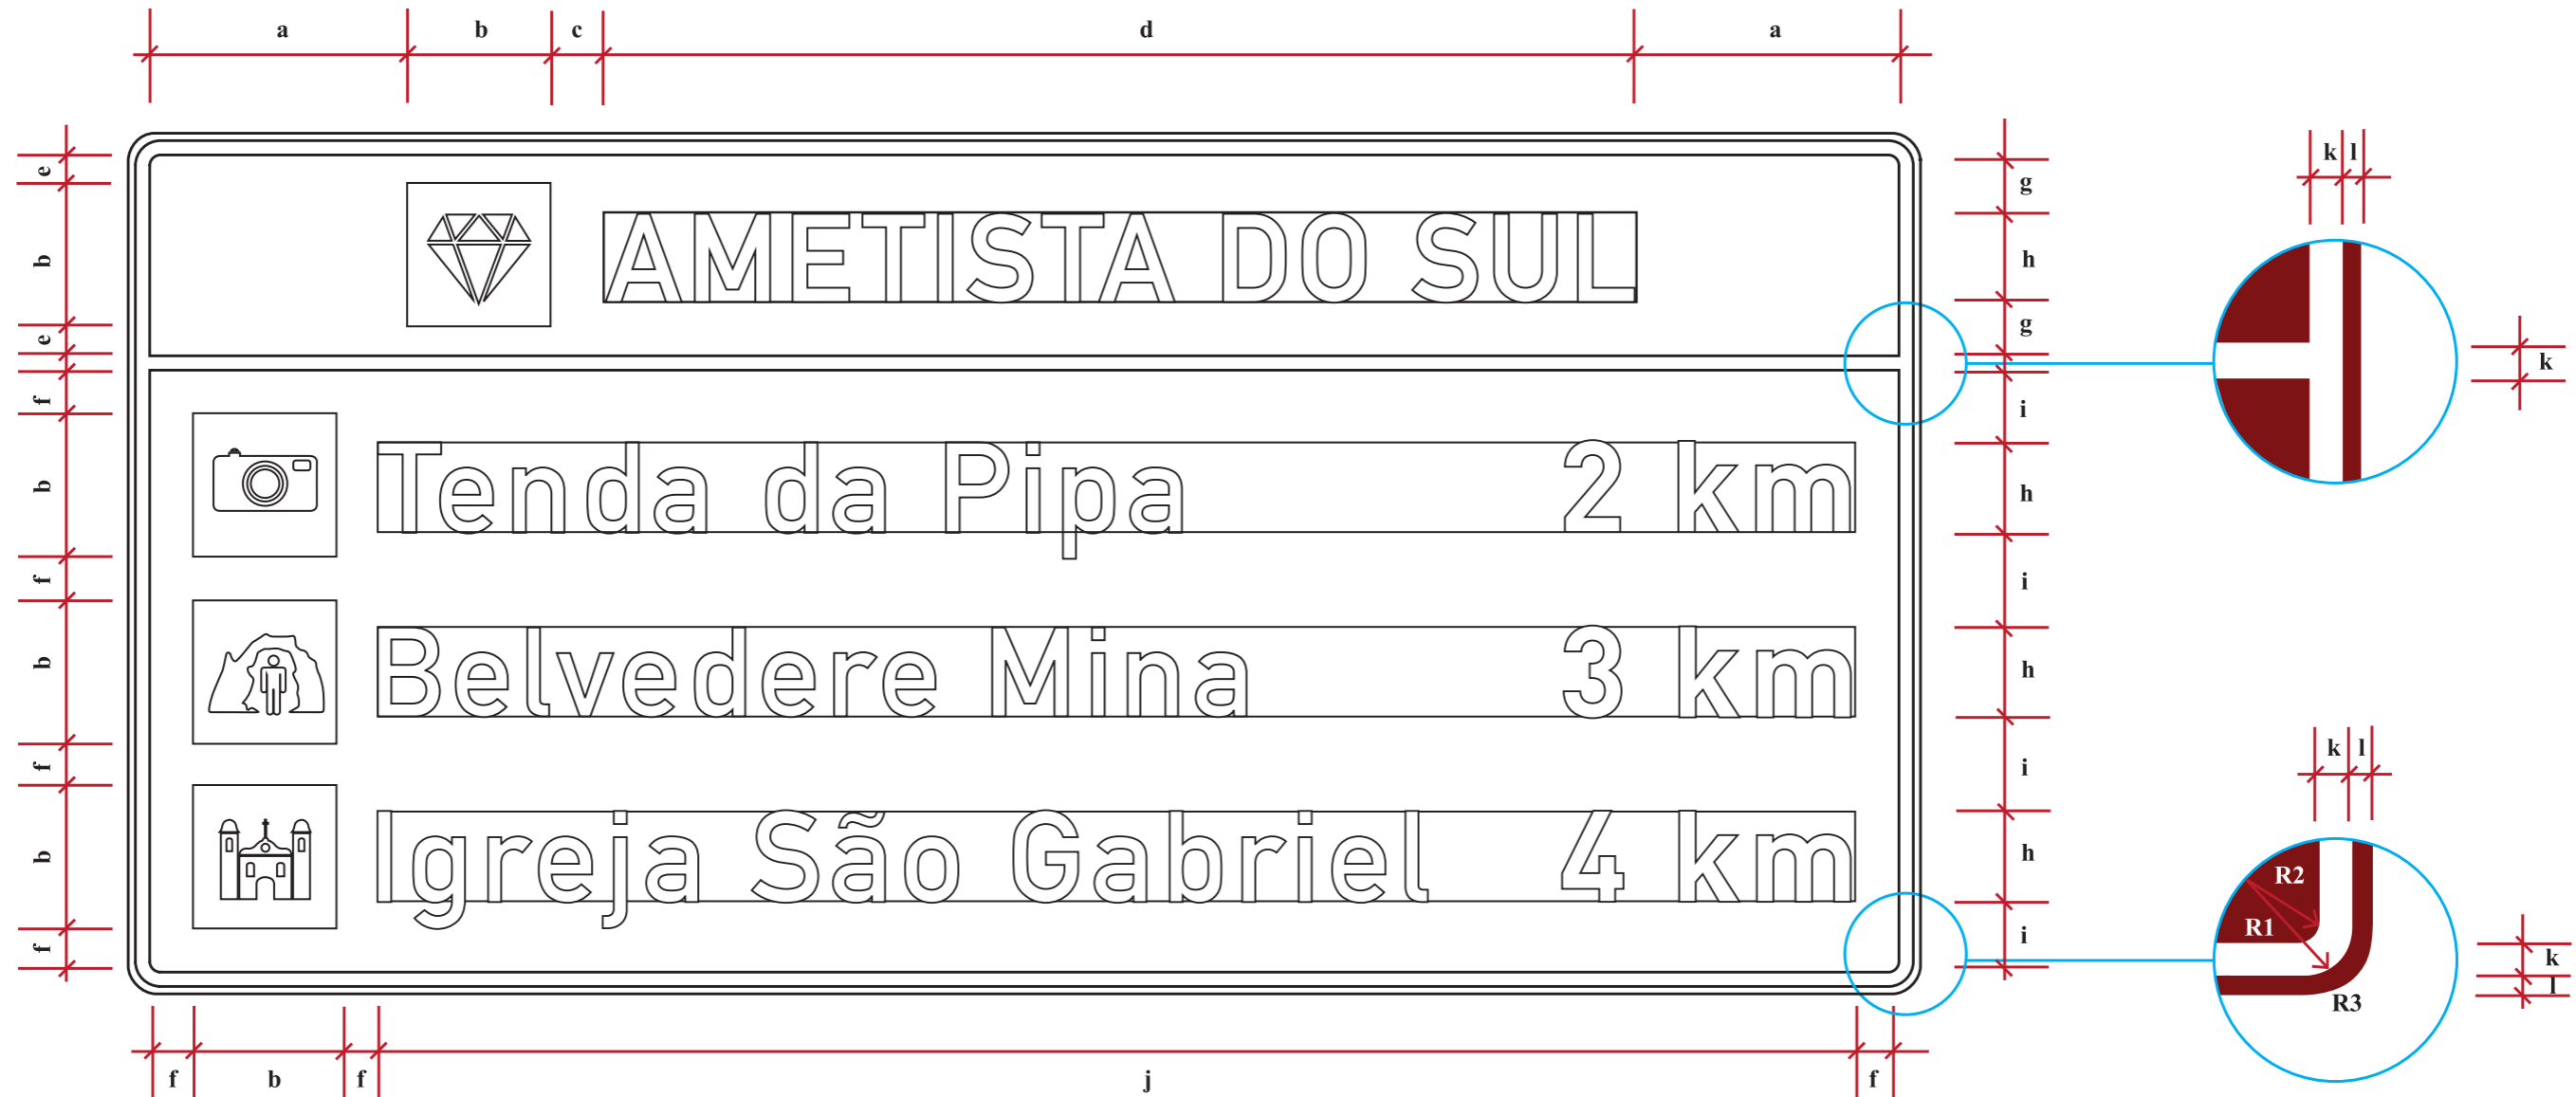 a b c d a
k l
e
g
b
AMETISTA DO SUL
h
e
g
k
f
i
b
Tenda da Pipa 2 km
h
f
i
b
Belvedere Mina 3 km
h
f
i
k l
b
Igreja São Gabriel 4 km
h
R2
R1
f
i
k
l
R3
f b f j f